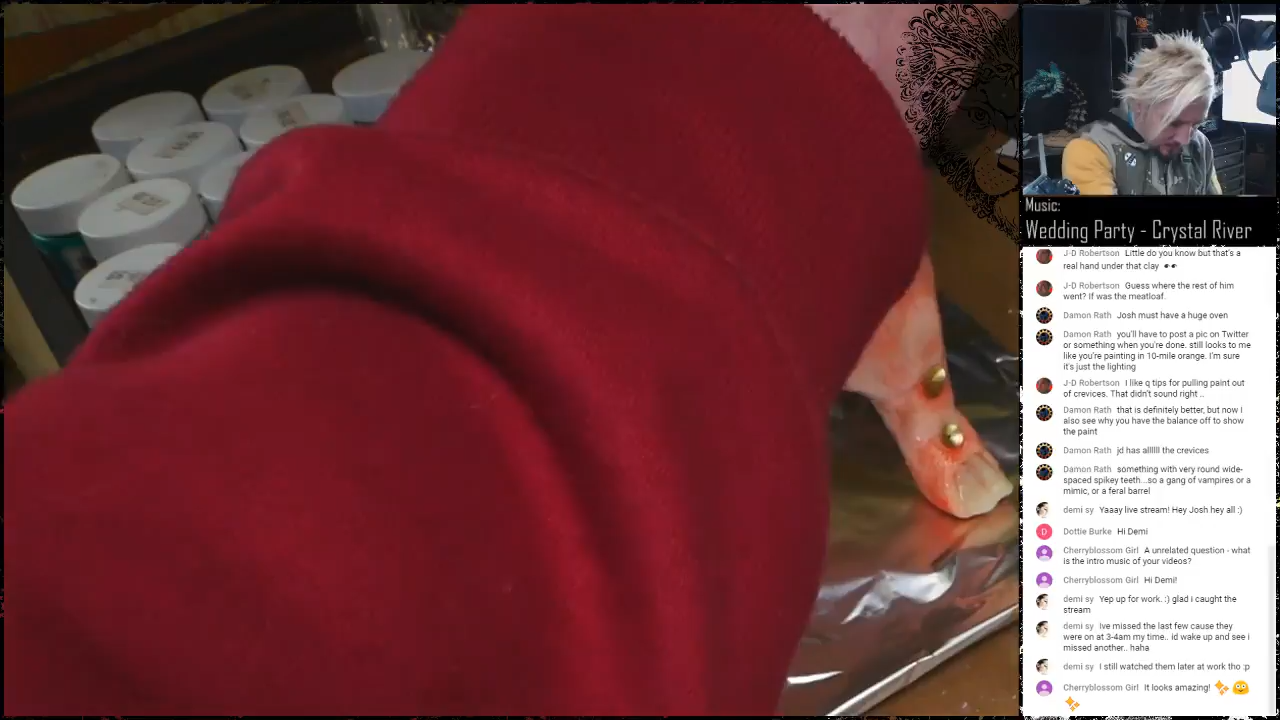 Music:
Wedding Party - Crystal River
J-D Robertson Little do you know but that's a
real hand under that clay 👀
J-D Robertson Guess where the rest of him
went? If was the meatloaf.
Damon Rath Josh must have a huge oven
Damon Rath you'll have to post a pic on Twitter
or something when you're done. still looks to me
like you're painting in 10-mile orange. I'm sure
it's just the lighting
J-D Robertson I like q tips for pulling paint out
of crevices. That didn't sound right ..
Damon Rath that is definitely better, but now I
also see why you have the balance off to show
the paint
Damon Rath jd has allllll the crevices
Damon Rath something with very round wide-
spaced spikey teeth...so a gang of vampires or a
mimic, or a feral barrel
demi sy Yaaay live stream! Hey Josh hey all :)
D
Dottie Burke Hi Demi
Cherryblossom Girl A unrelated question - what
is the intro music of your videos?
Cherryblossom Girl Hi Demi!
demi sy Yep up for work. :) glad i caught the
stream
demi sy Ive missed the last few cause they
were on at 3-4am my time.. id wake up and see i
missed another.. haha
demi sy I still watched them later at work tho :p
Cherryblossom Girl It looks amazing!